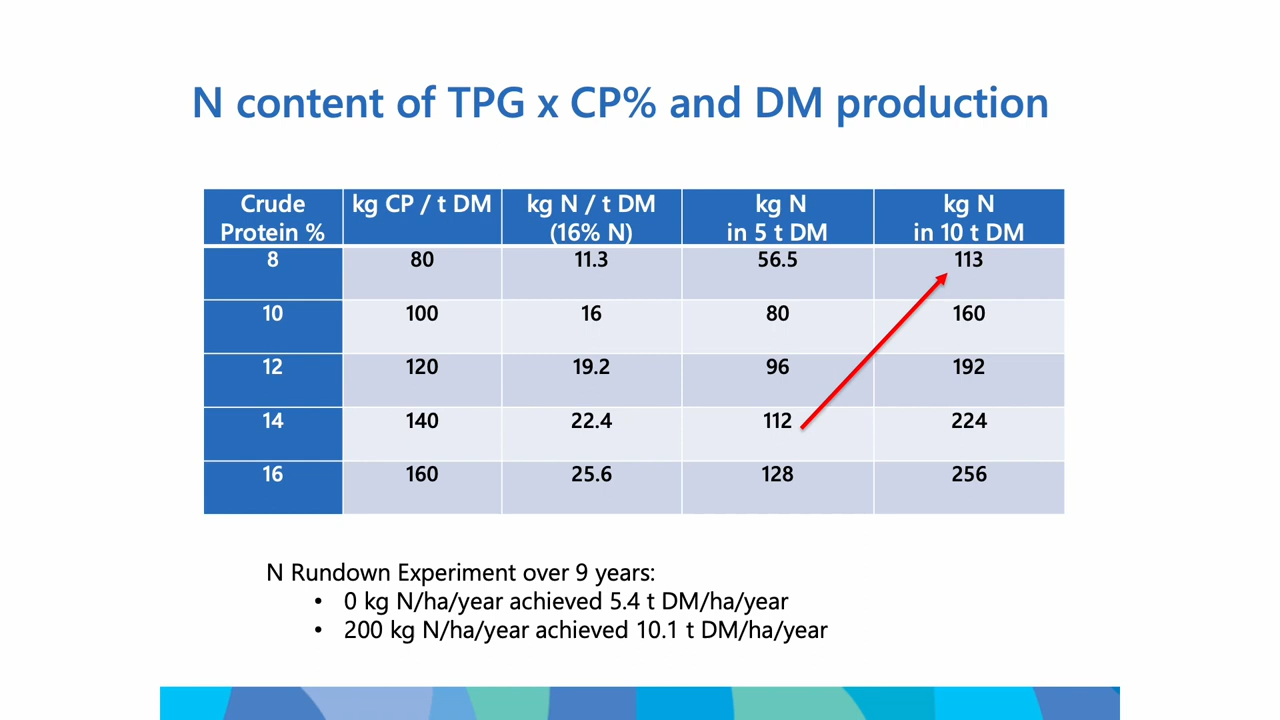 N content of TPG x CP% and DM production
Crude Protein % kg CP / t DM kg N / t DM (16% N) kg N in 5 t DM kg N in 10 t DM
8 80 11.3 56.5 113
10 100 16 80 160
12 120 19.2 96 192
14 140 22.4 112 224
16 160 25.6 128 256
N Rundown Experiment over 9 years:
• 0 kg N/ha/year achieved 5.4 t DM/ha/year
• 200 kg N/ha/year achieved 10.1 t DM/ha/year